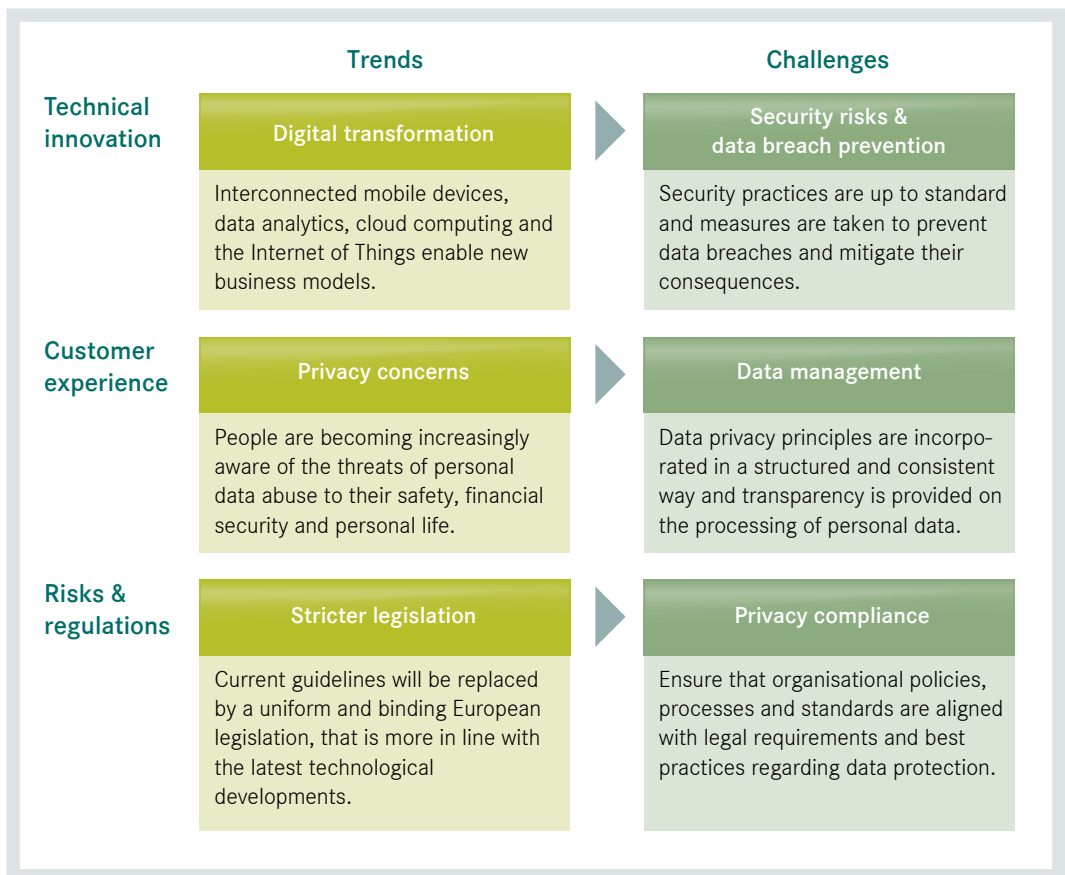 Trends
Challenges
Technical
innovation
Digital transformation
Interconnected mobile devices,
data analytics, cloud computing and
the Internet of Things enable new
business models.
Security risks &
data breach prevention
Security practices are up to standard
and measures are taken to prevent
data breaches and mitigate their
consequences.
Customer
experience
Privacy concerns
People are becoming increasingly
aware of the threats of personal
data abuse to their safety, financial
security and personal life.
Data management
Data privacy principles are incorpo-
rated in a structured and consistent
way and transparency is provided on
the processing of personal data.
Risks &
regulations
Stricter legislation
Current guidelines will be replaced
by a uniform and binding European
legislation, that is more in line with
the latest technological
developments.
Privacy compliance
Ensure that organisational policies,
processes and standards are aligned
with legal requirements and best
practices regarding data protection.